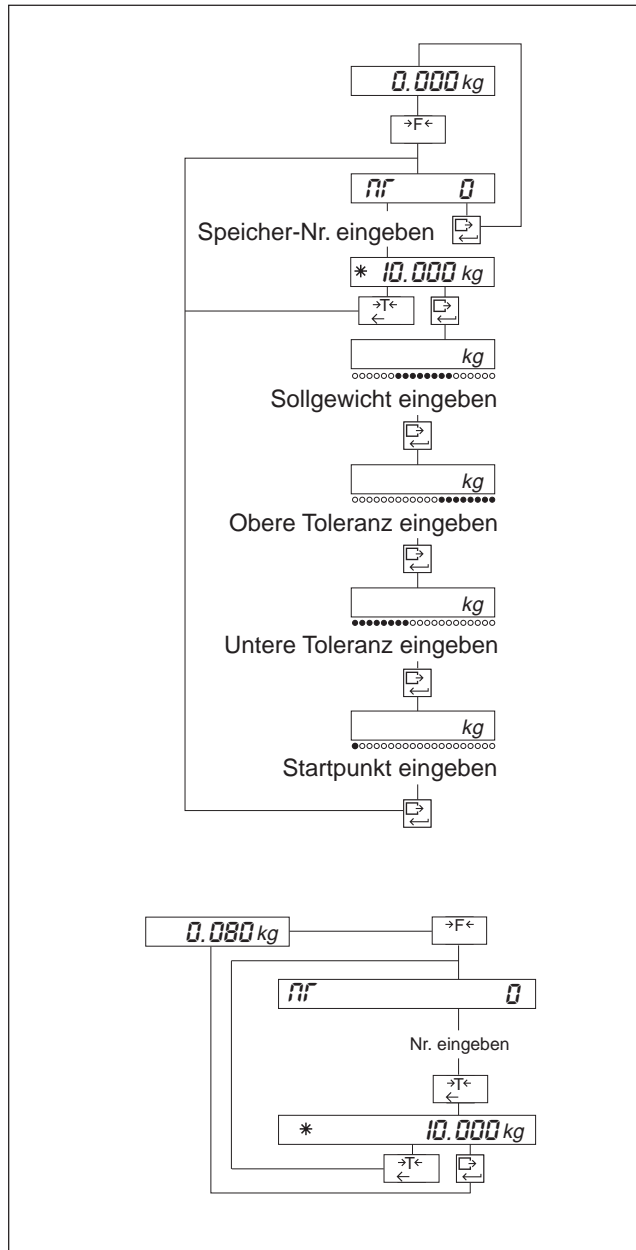 0.000 kg
→F←
nr 0
Speicher-Nr. eingeben
* 10.000 kg
→T←
←
kg
Sollgewicht eingeben
kg
Obere Toleranz eingeben
kg
Untere Toleranz eingeben
kg
Startpunkt eingeben
0.080 kg
→F←
nr 0
Nr. eingeben
→T←
←
* 10.000 kg
→T←
←